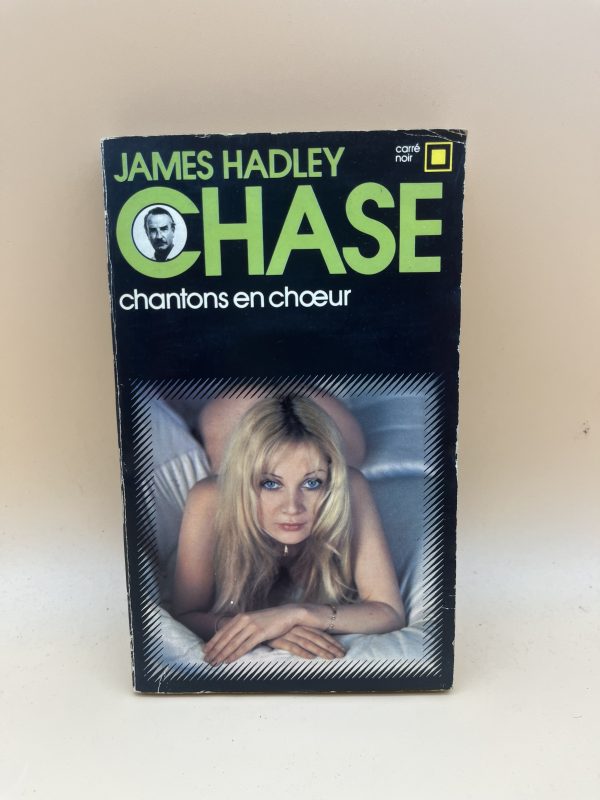 JAMES HADLEY
CHASE
carré
noir
chantons en chœur